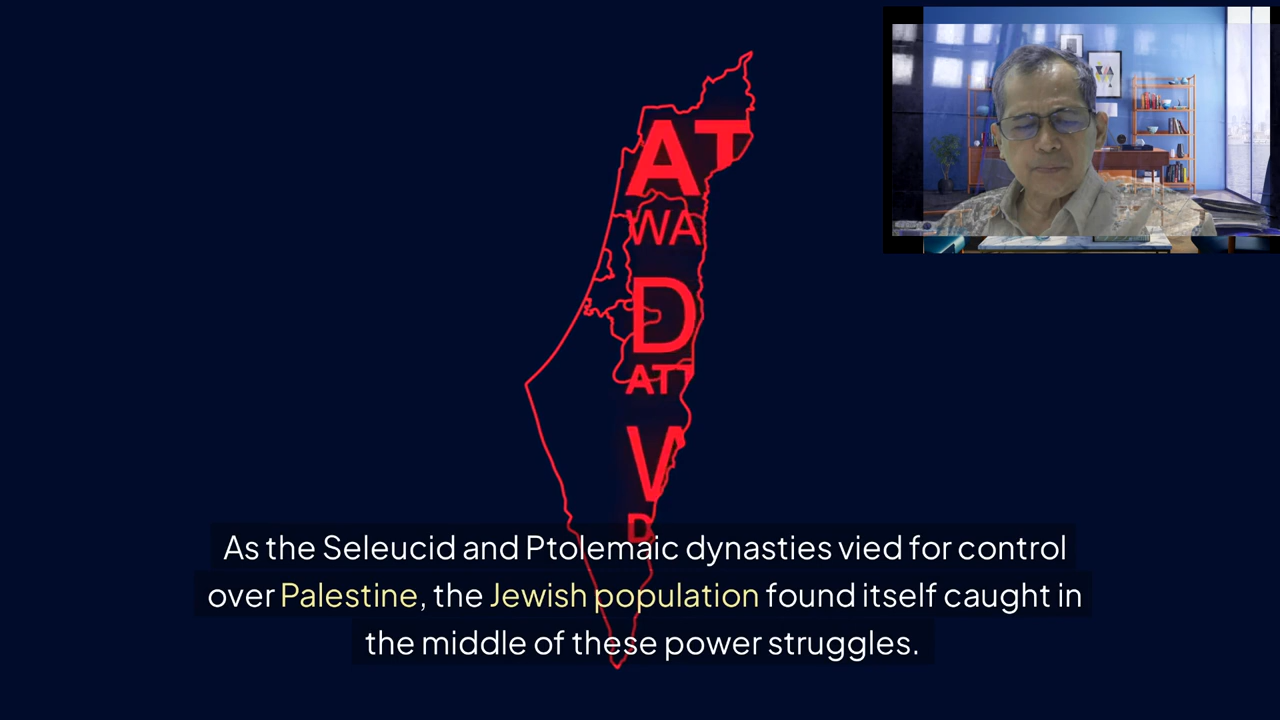 AT
WA
D
ATT
V
D
As the Seleucid and Ptolemaic dynasties vied for control
over Palestine, the Jewish population found itself caught in
the middle of these power struggles.